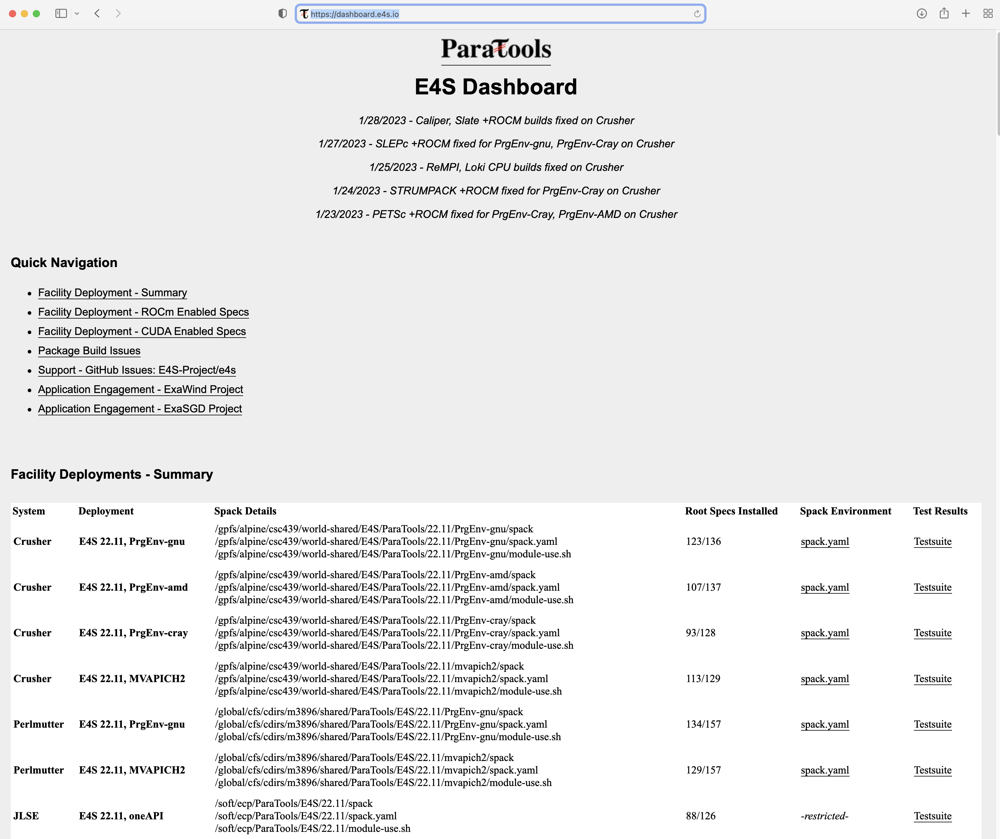 https://dashboard.e4s.io
ParaTools
E4S Dashboard
1/28/2023 - Caliper, Slate +ROCM builds fixed on Crusher
1/27/2023 - SLEPc +ROCM fixed for PrgEnv-gnu, PrgEnv-Cray on Crusher
1/25/2023 - ReMPI, Loki CPU builds fixed on Crusher
1/24/2023 - STRUMPACK +ROCM fixed for PrgEnv-Cray on Crusher
1/23/2023 - PETSc +ROCM fixed for PrgEnv-Cray, PrgEnv-AMD on Crusher
Quick Navigation
• Facility Deployment - Summary
• Facility Deployment - ROCm Enabled Specs
• Facility Deployment - CUDA Enabled Specs
• Package Build Issues
• Support - GitHub Issues: E4S-Project/e4s
• Application Engagement - ExaWind Project
• Application Engagement - ExaSGD Project
Facility Deployments - Summary
System Deployment Spack Details Root Specs Installed Spack Environment Test Results
/gpfs/alpine/csc439/world-shared/E4S/ParaTools/22.11/PrgEnv-gnu/spack
Crusher E4S 22.11, PrgEnv-gnu /gpfs/alpine/csc439/world-shared/E4S/ParaTools/22.11/PrgEnv-gnu/spack.yaml 123/136 spack.yaml Testsuite
/gpfs/alpine/csc439/world-shared/E4S/ParaTools/22.11/PrgEnv-gnu/module-use.sh
/gpfs/alpine/csc439/world-shared/E4S/ParaTools/22.11/PrgEnv-amd/spack
Crusher E4S 22.11, PrgEnv-amd /gpfs/alpine/csc439/world-shared/E4S/ParaTools/22.11/PrgEnv-amd/spack.yaml 107/137 spack.yaml Testsuite
/gpfs/alpine/csc439/world-shared/E4S/ParaTools/22.11/PrgEnv-amd/module-use.sh
/gpfs/alpine/csc439/world-shared/E4S/ParaTools/22.11/PrgEnv-cray/spack
Crusher E4S 22.11, PrgEnv-cray /gpfs/alpine/csc439/world-shared/E4S/ParaTools/22.11/PrgEnv-cray/spack.yaml 93/128 spack.yaml Testsuite
/gpfs/alpine/csc439/world-shared/E4S/ParaTools/22.11/PrgEnv-cray/module-use.sh
/gpfs/alpine/csc439/world-shared/E4S/ParaTools/22.11/mvapich2/spack
Crusher E4S 22.11, MVAPICH2 /gpfs/alpine/csc439/world-shared/E4S/ParaTools/22.11/mvapich2/spack.yaml 113/129 spack.yaml Testsuite
/gpfs/alpine/csc439/world-shared/E4S/ParaTools/22.11/mvapich2/module-use.sh
/global/cfs/cdirs/m3896/shared/ParaTools/E4S/22.11/PrgEnv-gnu/spack
Perlmutter E4S 22.11, PrgEnv-gnu /global/cfs/cdirs/m3896/shared/ParaTools/E4S/22.11/PrgEnv-gnu/spack.yaml 134/157 spack.yaml Testsuite
/global/cfs/cdirs/m3896/shared/ParaTools/E4S/22.11/PrgEnv-gnu/module-use.sh
/global/cfs/cdirs/m3896/shared/ParaTools/E4S/22.11/mvapich2/spack
Perlmutter E4S 22.11, MVAPICH2 /global/cfs/cdirs/m3896/shared/ParaTools/E4S/22.11/mvapich2/spack.yaml 129/157 spack.yaml Testsuite
/global/cfs/cdirs/m3896/shared/ParaTools/E4S/22.11/mvapich2/module-use.sh
/soft/ecp/ParaTools/E4S/22.11/spack
JLSE E4S 22.11, oneAPI /soft/ecp/ParaTools/E4S/22.11/spack.yaml 88/126 -restricted- Testsuite
/soft/ecp/ParaTools/E4S/22.11/module-use.sh